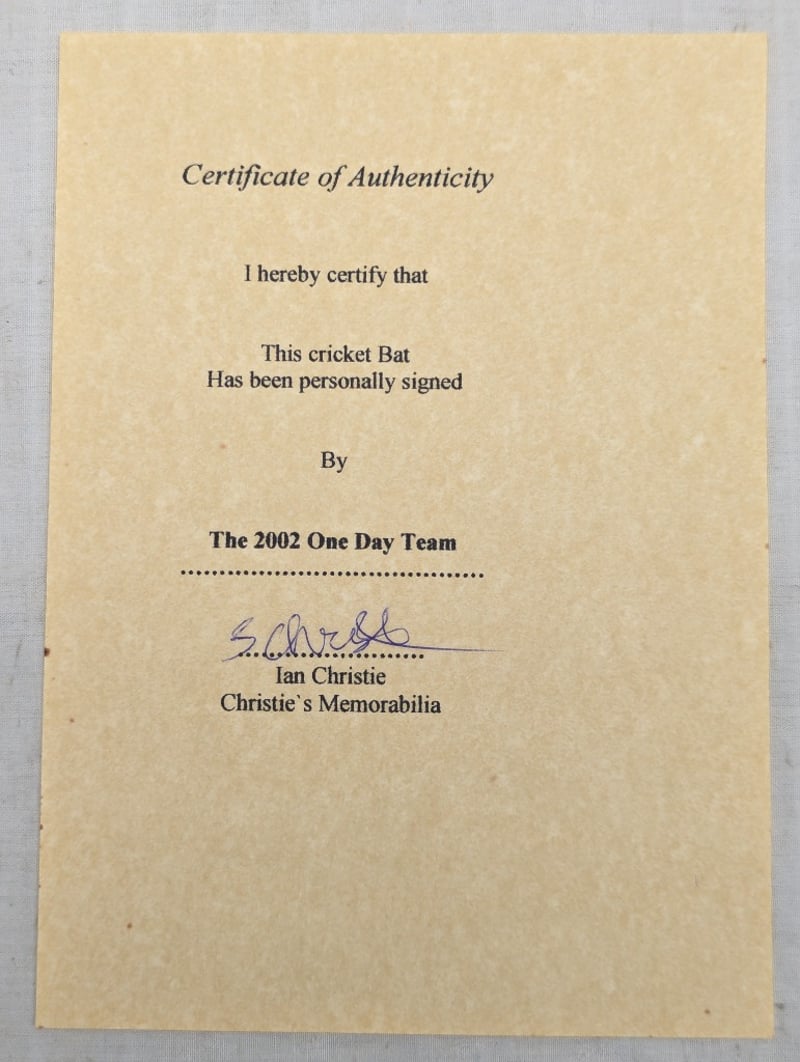 Certificate of Authenticity
I hereby certify that
This cricket Bat
Has been personally signed
By
The 2002 One Day Team
.......................................
........................
Ian Christie
Christie`s Memorabilia